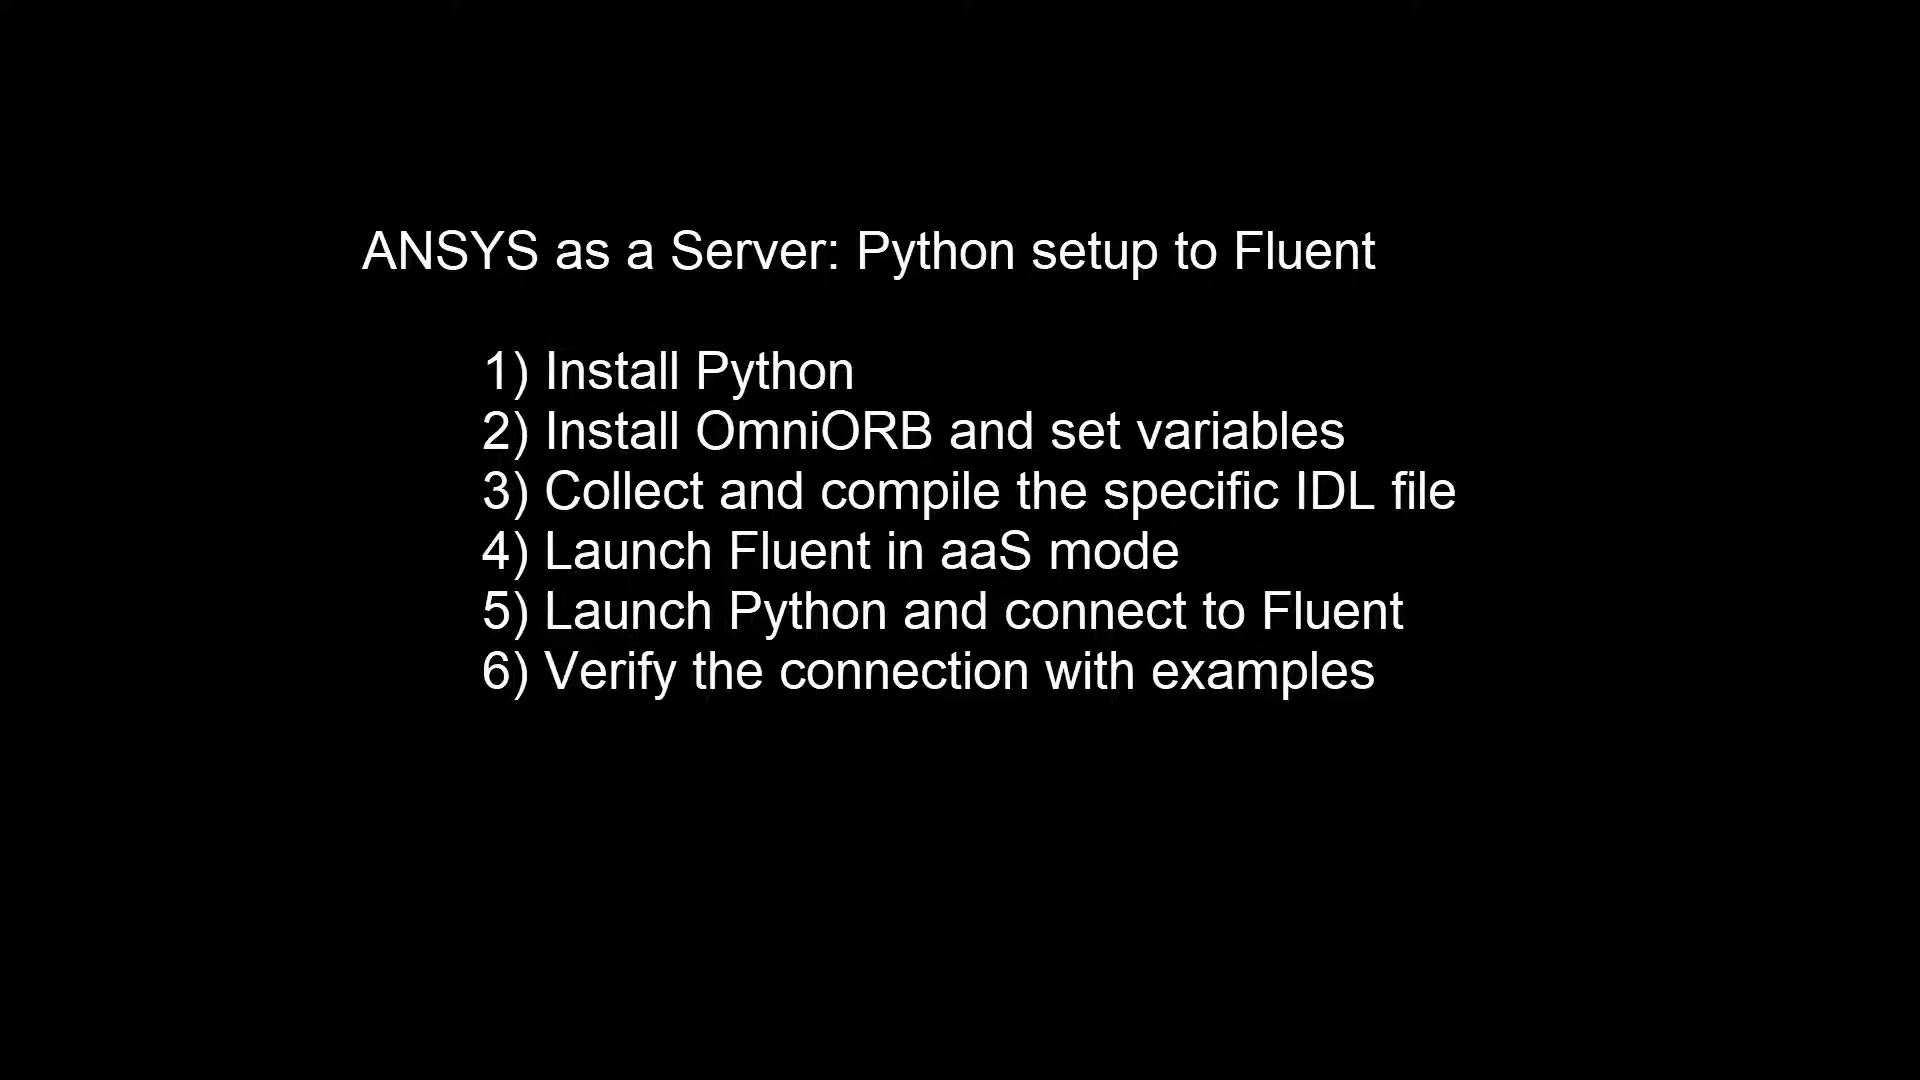 ANSYS as a Server: Python setup to Fluent
1) Install Python
2) Install OmniORB and set variables
3) Collect and compile the specific IDL file
4) Launch Fluent in aaS mode
5) Launch Python and connect to Fluent
6) Verify the connection with examples